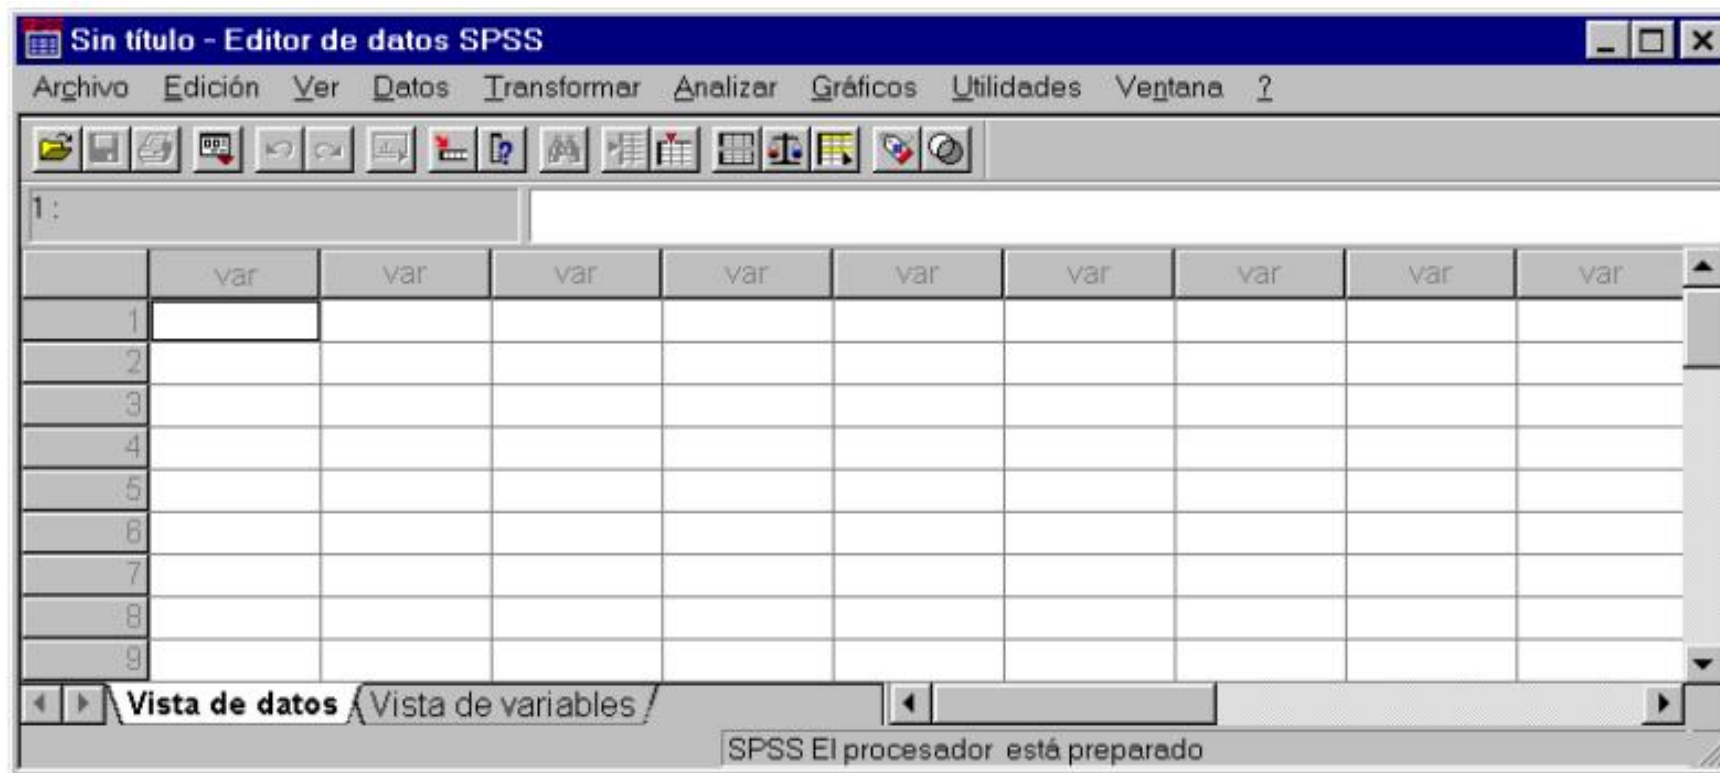 Sin título - Editor de datos SPSS
Archivo Edición Ver Datos Transformar Analizar Gráficos Utilidades Ventana ?
1 :
var var var var var var var var var
1
2
3
4
5
6
7
8
9
Vista de datos Vista de variables
SPSS El procesador está preparado